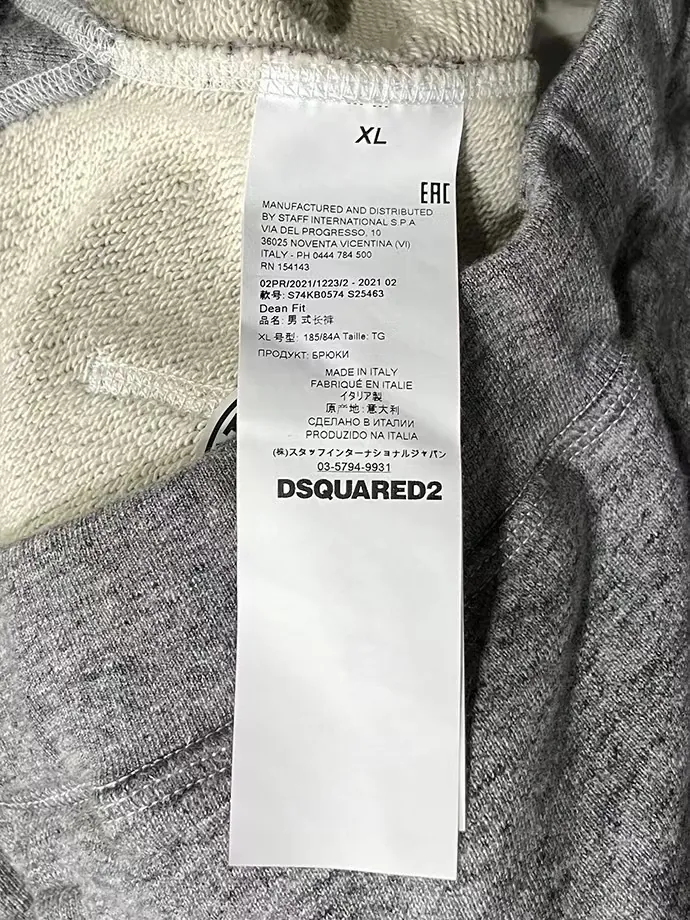 XL
EAC
MANUFACTURED AND DISTRIBUTED
BY STAFF INTERNATIONAL S.P.A
VIA DEL PROGRESSO, 10
36025 NOVENTA VICENTINA (VI)
ITALY - PH 0444 784 500
RN 154143
02PR/2021/1223/2 - 2021 02
款号: S74KB0574 S25463
Dean Fit
品名: 男式长裤
XL 号型: 185/84A Taille: TG
ПРОДУКТ: БРЮКИ
MADE IN ITALY
FABRIQUÉ EN ITALIE
イタリア製
原产地:意大利
СДЕЛАНО В ИТАЛИИ
PRODUZIDO NA ITALIA
(株)スタッフインターナショナルジャパン
03-5794-9931
DSQUARED2